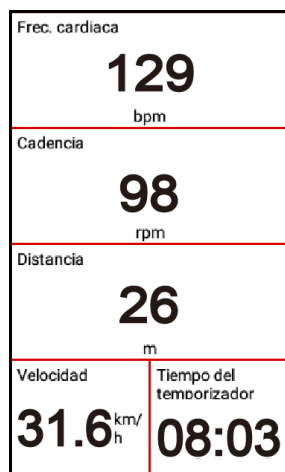 Frec. cardiaca
129
bpm
Cadencia
98
rpm
Distancia
26
m
Velocidad
31.6 km/
h
Tiempo del
temporizador
08:03